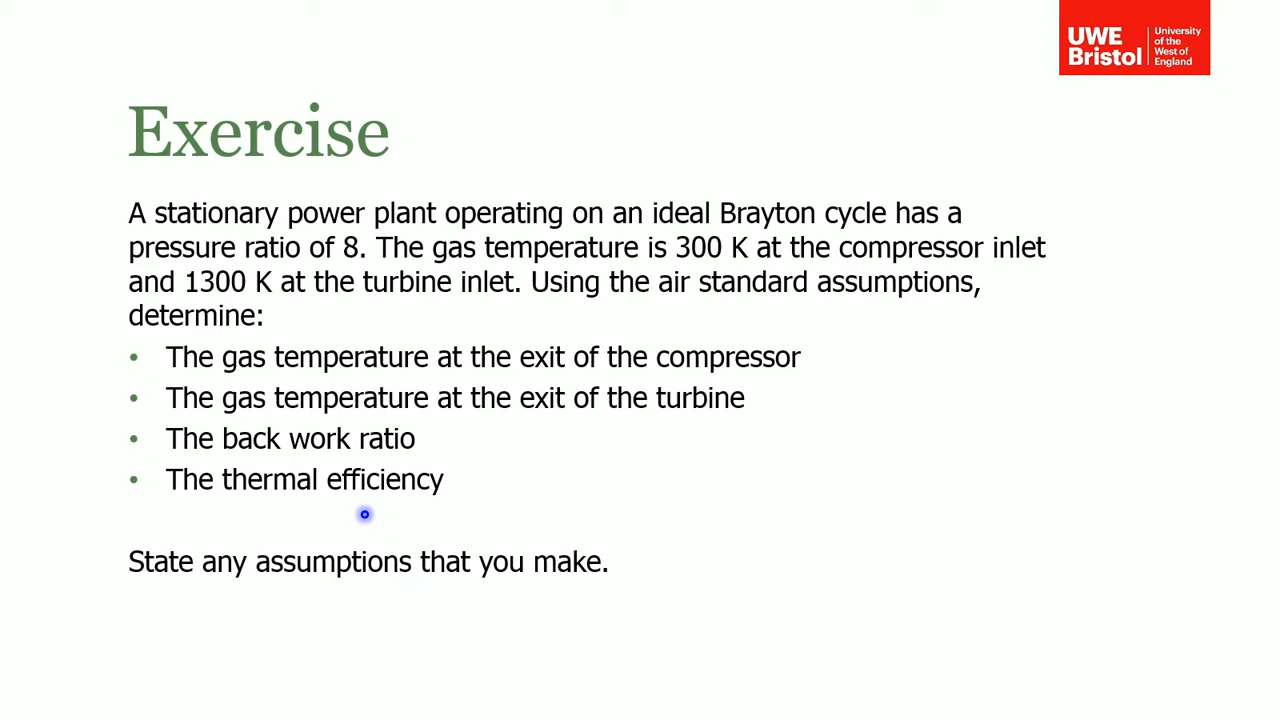 UWE
Bristol
University
of the
West of
England
Exercise
A stationary power plant operating on an ideal Brayton cycle has a
pressure ratio of 8. The gas temperature is 300 K at the compressor inlet
and 1300 K at the turbine inlet. Using the air standard assumptions,
determine:
• The gas temperature at the exit of the compressor
• The gas temperature at the exit of the turbine
• The back work ratio
• The thermal efficiency
State any assumptions that you make.